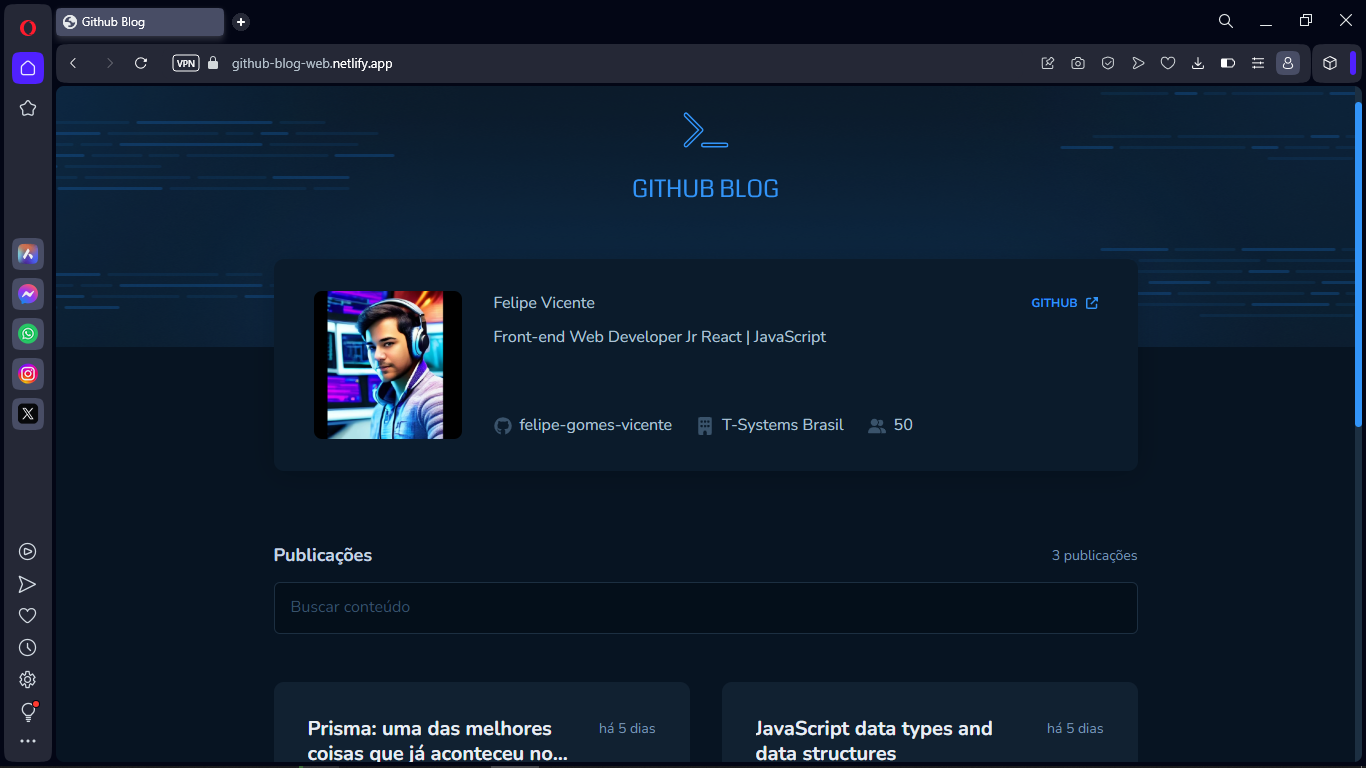 Github Blog
VPN
github-blog-web.netlify.app
GITHUB BLOG
Felipe Vicente
GITHUB
Front-end Web Developer Jr React | JavaScript
felipe-gomes-vicente
T-Systems Brasil
50
Publicações
3 publicações
Buscar conteúdo
Prisma: uma das melhores
coisas que já aconteceu no...
há 5 dias
JavaScript data types and
data structures
há 5 dias